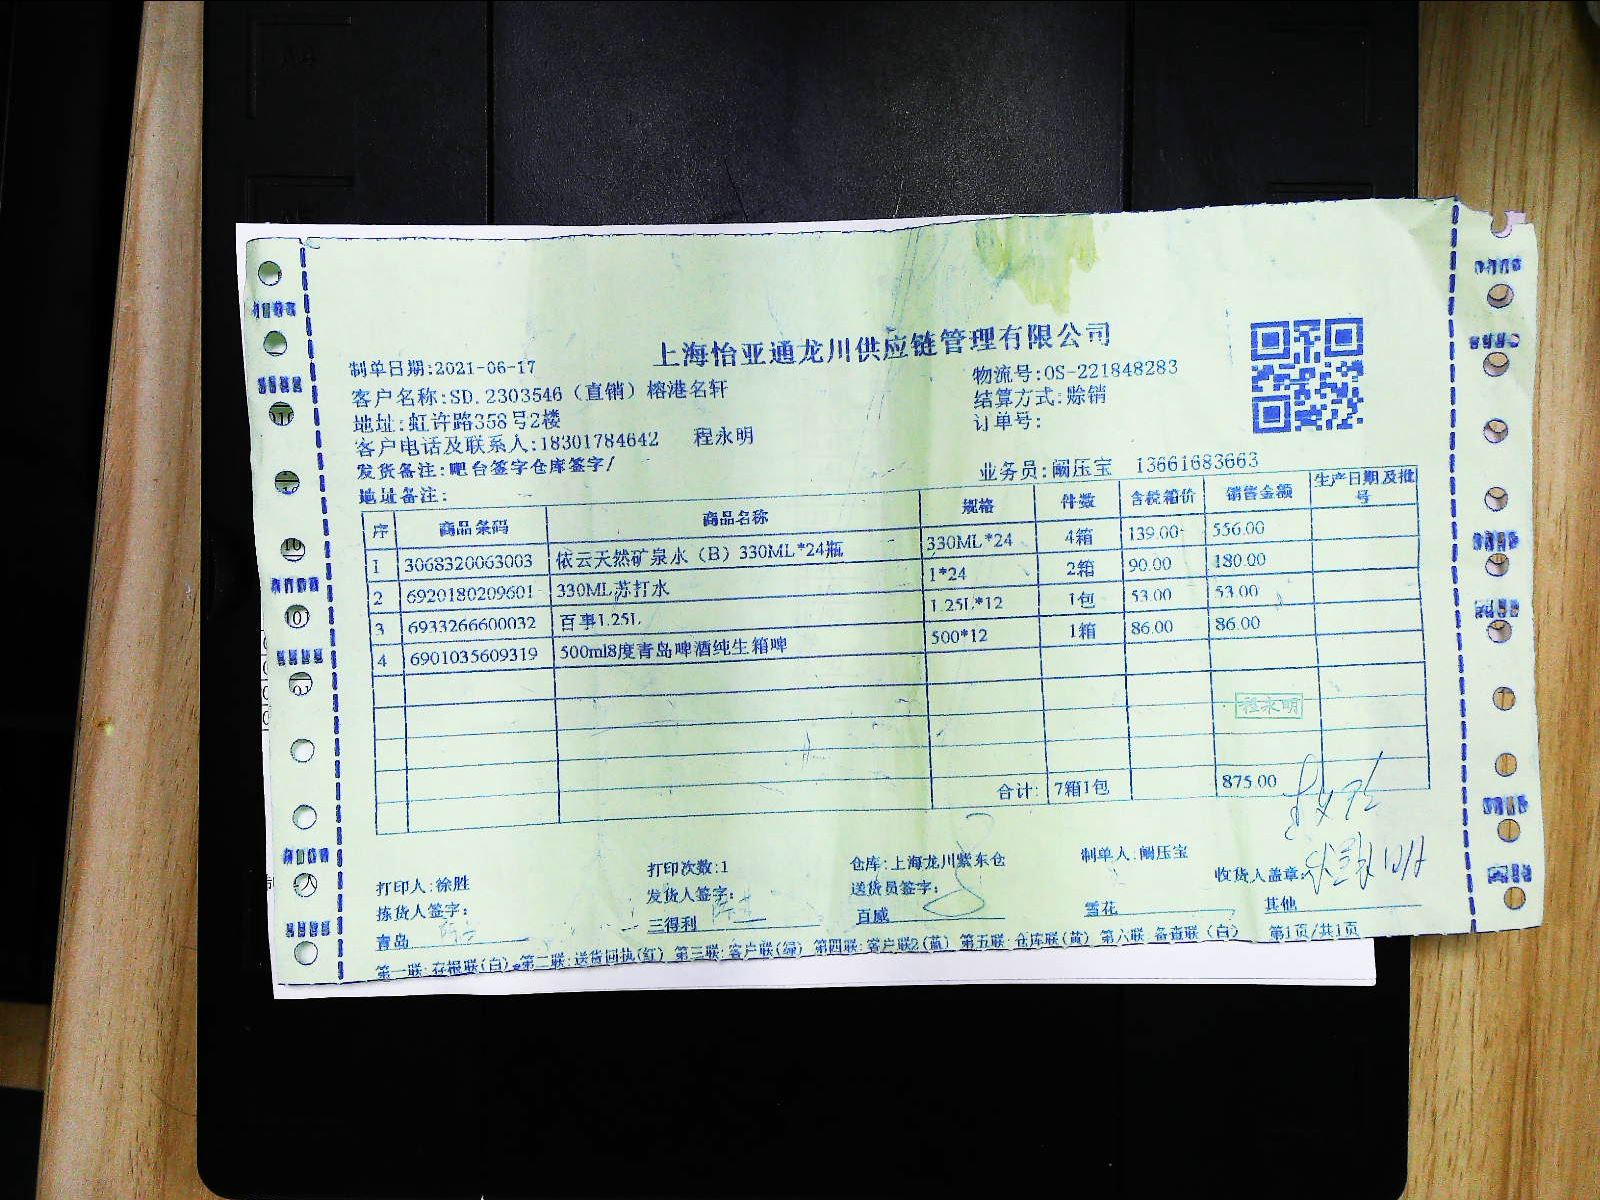 上海怡亚通龙川供应链管理有限公司
制单日期:2021-06-17
物流号:OS-221848283
客户名称:SD.2303546（直销）榕港名轩
结算方式:赊销
地址:虹许路358号2楼
订单号:
客户电话及联系人:18301784642 程永明
发货备注:吧台签字仓库签字/
业务员:阚压宝 13661683663
地址备注:
序 商品条码 商品名称 规格 件数 含税箱价 销售金额 生产日期及批号
1 3068320063003 依云天然矿泉水（B）330ML*24瓶 330ML*24 4箱 139.00 556.00
2 6920180209601 330ML苏打水 1*24 2箱 90.00 180.00
3 6933266600032 百事1.25L 1.25L*12 1包 53.00 53.00
4 6901035609319 500ml8度青岛啤酒纯生箱啤 500*12 1箱 86.00 86.00
程永明
合计: 7箱1包 875.00
打印人:徐胜 打印次数:1 仓库:上海龙川紫东仓 制单人:阚压宝
拣货人签字: 发货人签字: 送货员签字: 收货人盖章:
青岛 三得利 百威 雪花 其他
第一联:存根联(白) 第二联:送货回执(红) 第三联:客户联(绿) 第四联:客户联2(蓝) 第五联:仓库联(黄) 第六联 备查联(白) 第1页/共1页